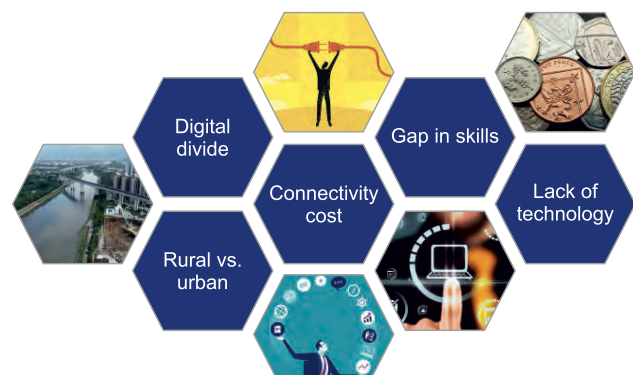 Digital
divide
Rural vs.
urban
Connectivity
cost
Gap in skills
Lack of
technology